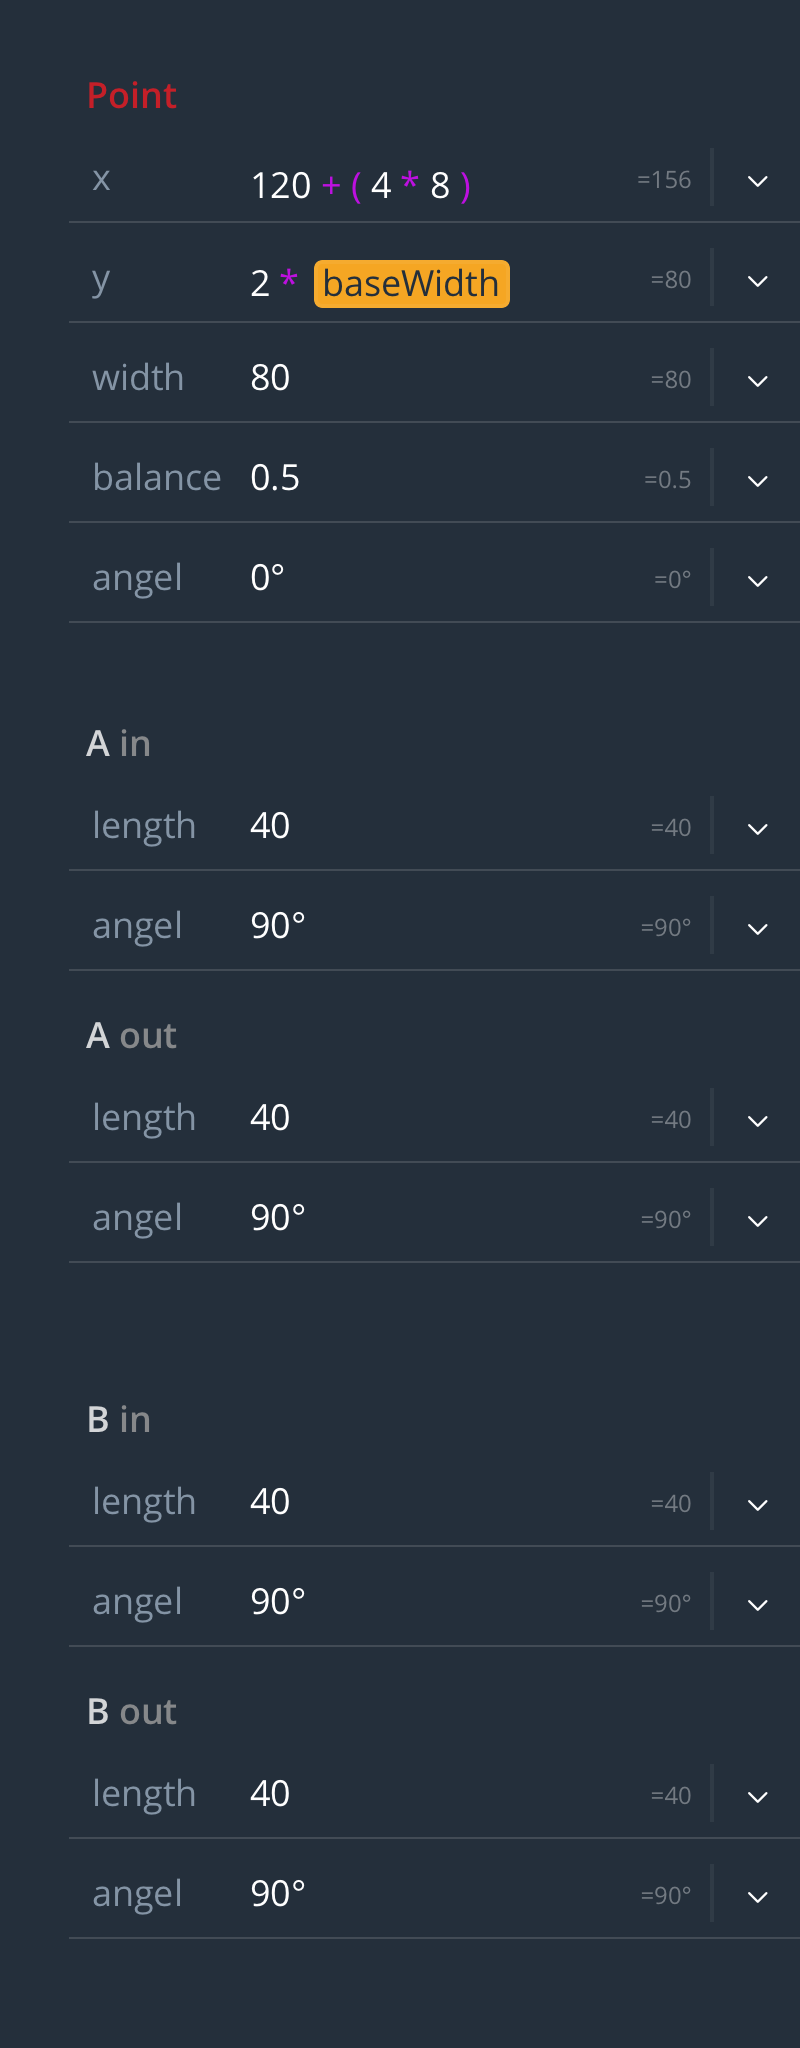 Point
x 120 + ( 4 * 8 ) =156
y 2 * baseWidth =80
width 80 =80
balance 0.5 =0.5
angel 0° =0°
A in
length 40 =40
angel 90° =90°
A out
length 40 =40
angel 90° =90°
B in
length 40 =40
angel 90° =90°
B out
length 40 =40
angel 90° =90°